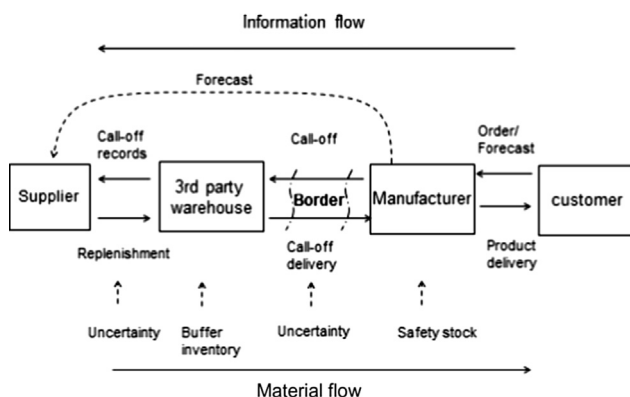 Information flow
Forecast
Call-off
records
Call-off
Order/
Forecast
Supplier
3rd party
warehouse
Border
Manufacturer
customer
Replenishment
Call-off
delivery
Product
delivery
Uncertainty
Buffer
inventory
Uncertainty
Safety stock
Material flow